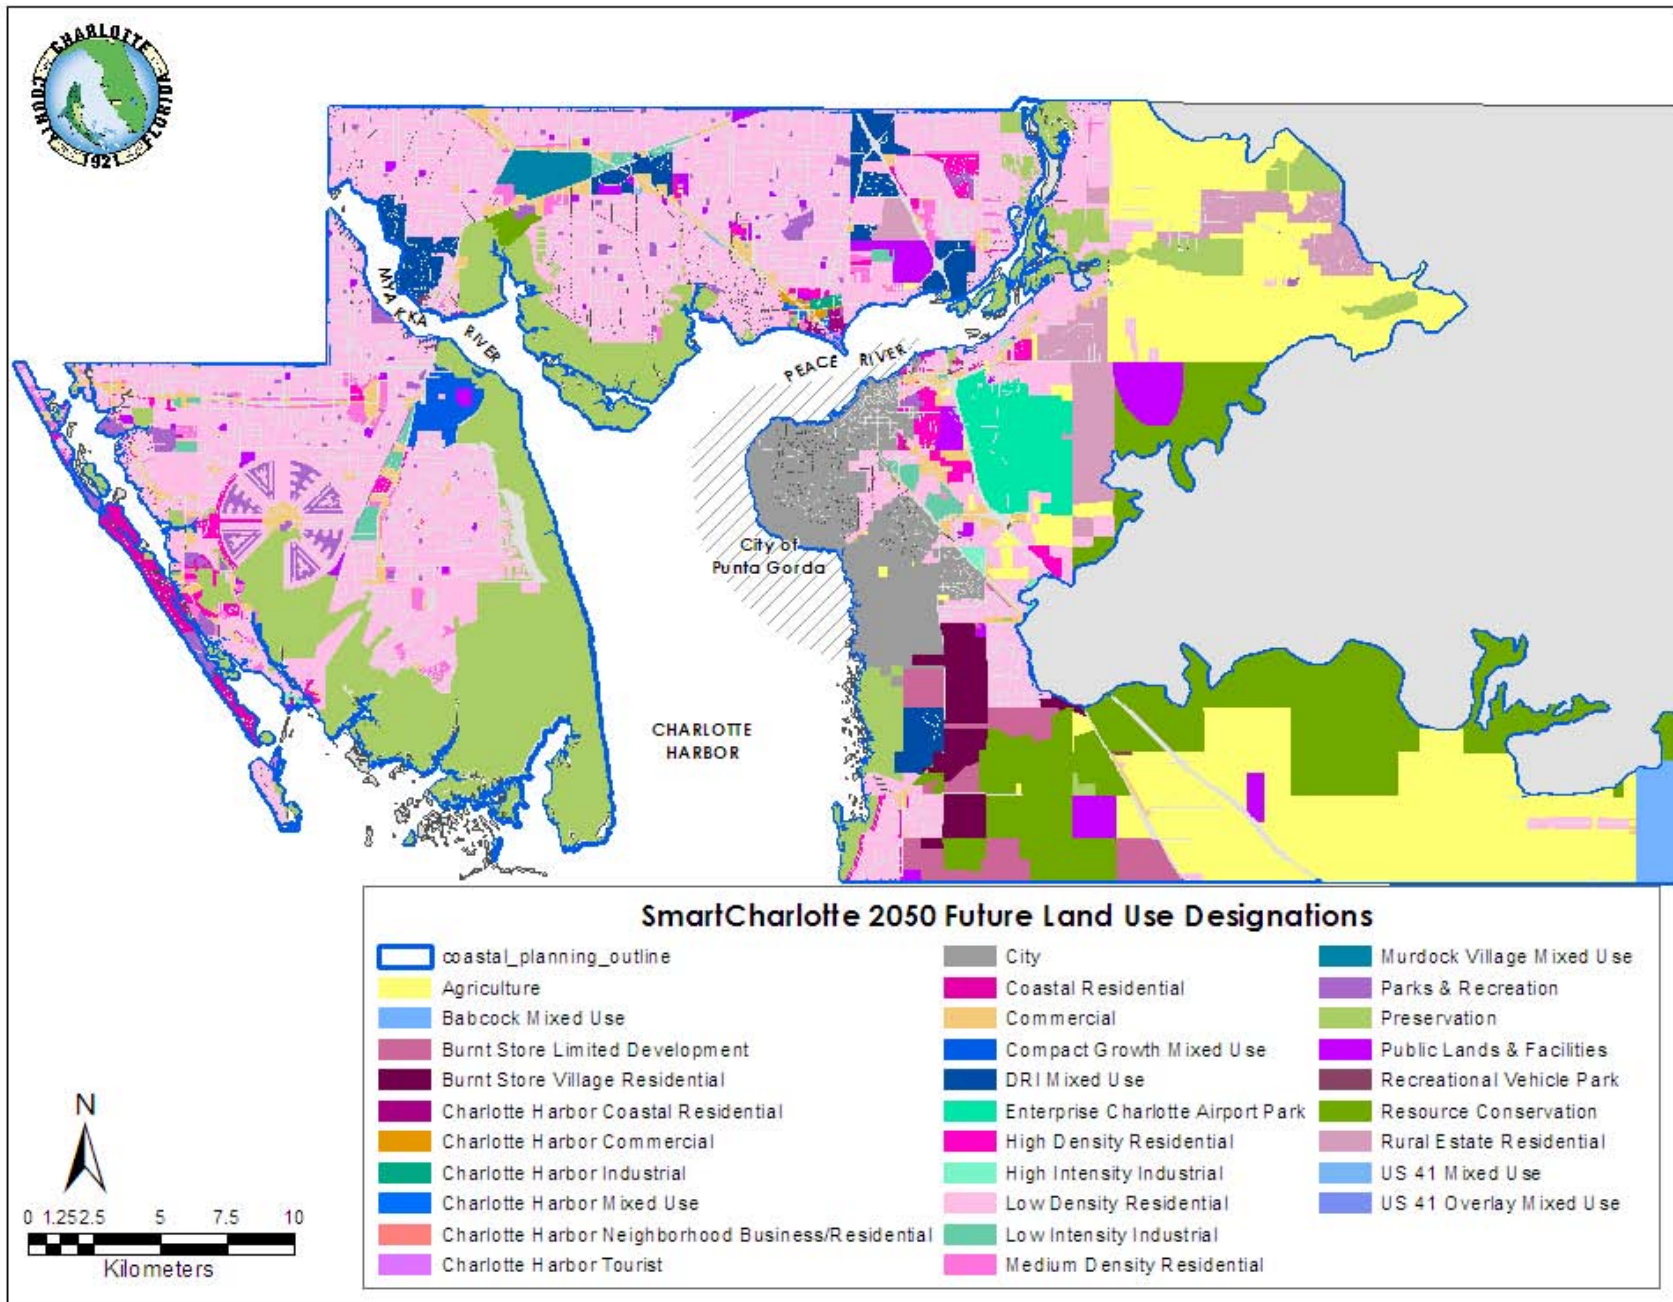 CHARLOTTE
COUNTY
FLORIDA
1921
MYAKKA
RIVER
PEACE RIVER
City of
Punta Gorda
CHARLOTTE
HARBOR
SmartCharlotte 2050 Future Land Use Designations
coastal_planning_outline
Agriculture
Babcock Mixed Use
Burnt Store Limited Development
Burnt Store Village Residential
Charlotte Harbor Coastal Residential
Charlotte Harbor Commercial
Charlotte Harbor Industrial
Charlotte Harbor Mixed Use
Charlotte Harbor Neighborhood Business/Residential
Charlotte Harbor Tourist
City
Coastal Residential
Commercial
Compact Growth Mixed Use
DRI Mixed Use
Enterprise Charlotte Airport Park
High Density Residential
High Intensity Industrial
Low Density Residential
Low Intensity Industrial
Medium Density Residential
Murdock Village Mixed Use
Parks & Recreation
Preservation
Public Lands & Facilities
Recreational Vehicle Park
Resource Conservation
Rural Estate Residential
US 41 Mixed Use
US 41 Overlay Mixed Use
N
0 1.25 2.5 5 7.5 10
Kilometers